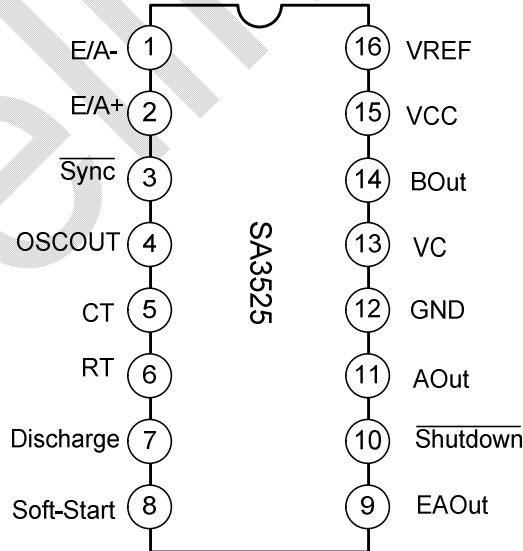 E/A- 1 16 VREF
E/A+ 2 15 VCC
Sync 3 14 BOut
OSCOUT 4 13 VC
SA3525
CT 5 12 GND
RT 6 11 AOut
Discharge 7 10 Shutdown
Soft-Start 8 9 EAOut